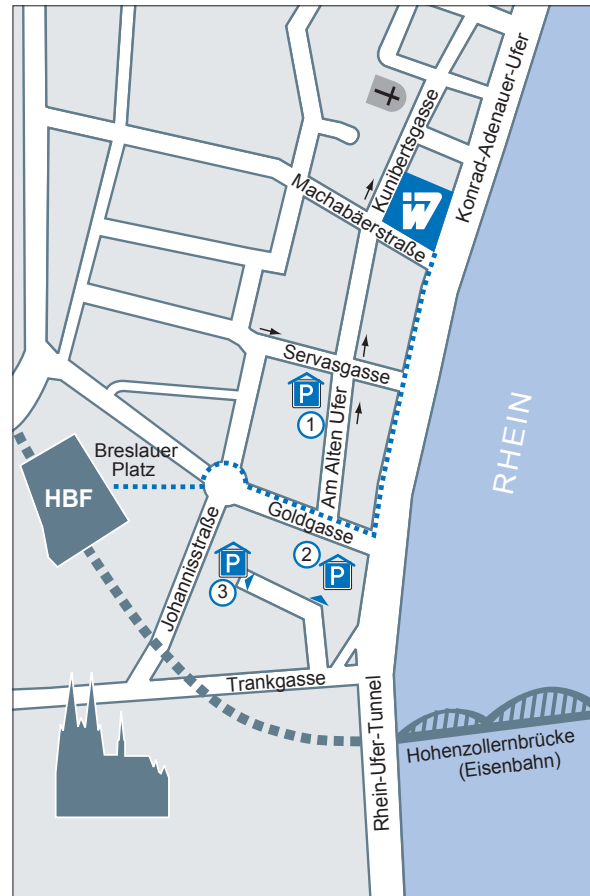 Konrad-Adenauer-Ufer
Kunibertsgasse
iW
Machabäerstraße
Servasgasse
P
1
Am Alten Ufer
RHEIN
Breslauer
Platz
HBF
Goldgasse
2
P
P
3
Johannisstraße
Trankgasse
Rhein-Ufer-Tunnel
Hohenzollernbrücke
(Eisenbahn)